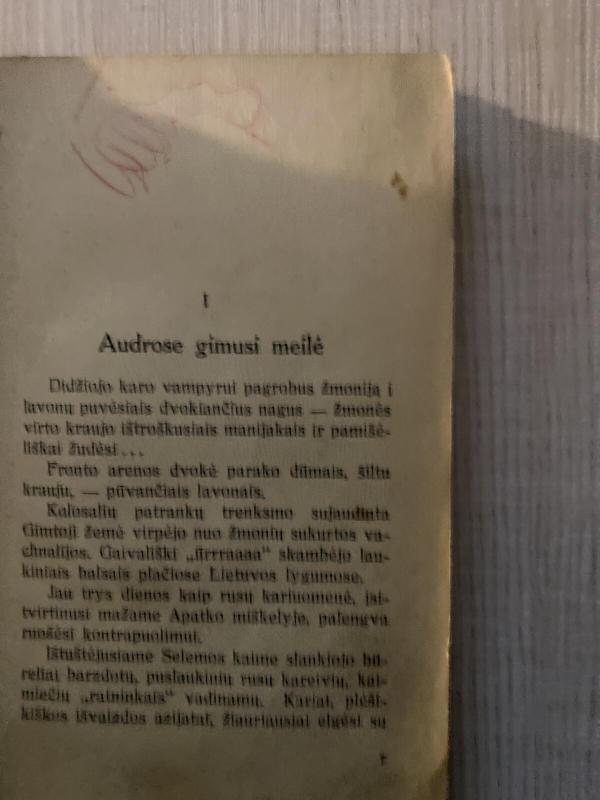 I
Audrose gimusi meilė
Didžiojo karo vampyrui pagrobus žmoniją į
lavonų puvėsiais dvokiančius nagus — žmonės
virto kraujo ištroškusiais manijakais ir pamišė-
liškai žudėsi...
Fronto arenos dvokė parako dūmais, šiltu
krauju, — pūvančiais lavonais.
Kolosalių patrankų trenksmo sujaudinta
Gimtoji žemė virpėjo nuo žmonių sukurtos va-
chnalijos. Gaivališki „ūrrraaaa“ skambėjo lau-
kiniais balsais plačiose Lietuvos lygumose.
Jau trys dienos kaip rusų kariuomenė, įsi-
tvirtinusi mažame Apatko miškelyje, palengva
ruošėsi kontrapuolimui.
Ištuštėjusiame Selemos kaime slankiojo bū-
reliai barzdotų, puslaukinių rusų kareivių, kai-
miečių „ratninkais“ vadinamų. Kariai, plėši-
kiškos išvaizdos azijatai, žiauriausiai elgėsi su